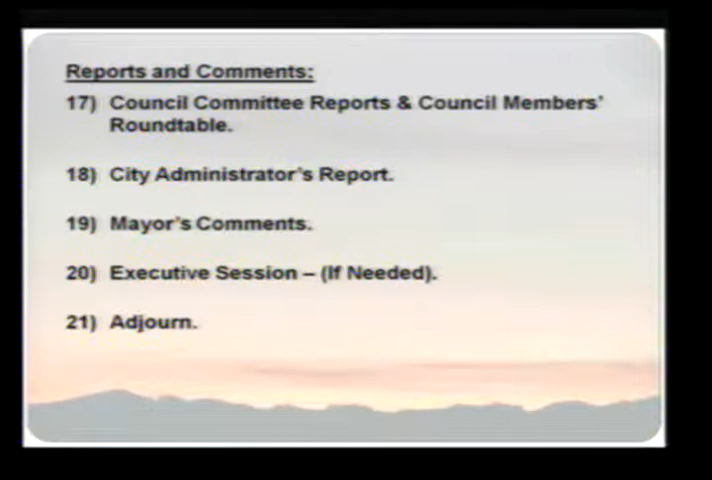 Reports and Comments:
17) Council Committee Reports & Council Members'
Roundtable.
18) City Administrator's Report.
19) Mayor's Comments.
20) Executive Session – (If Needed).
21) Adjourn.